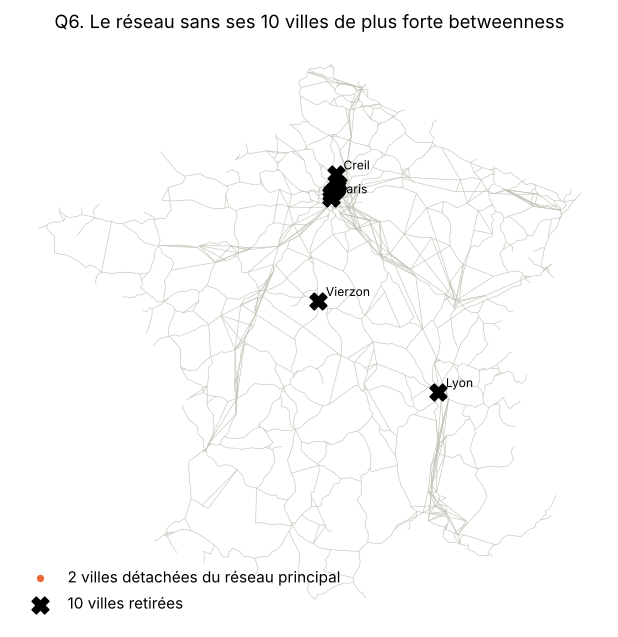 Q6. Le réseau sans ses 10 villes de plus forte betweenness
Creil
aris
Vierzon
Lyon
2 villes détachées du réseau principal
10 villes retirées